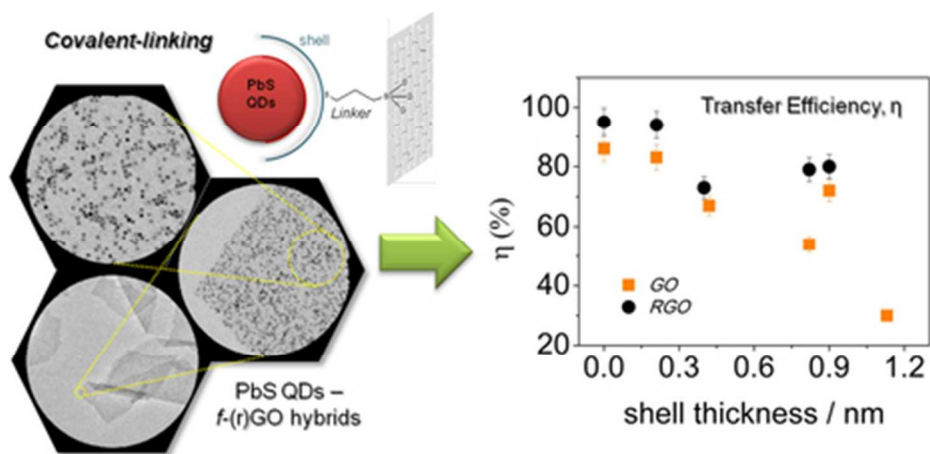 Covalent-linking
shell
PbS
QDs
Linker
PbS QDs –
f-(r)GO hybrids
Transfer Efficiency, η
η (%)
100
80
60
40
20
GO
RGO
0.0 0.3 0.6 0.9 1.2
shell thickness / nm